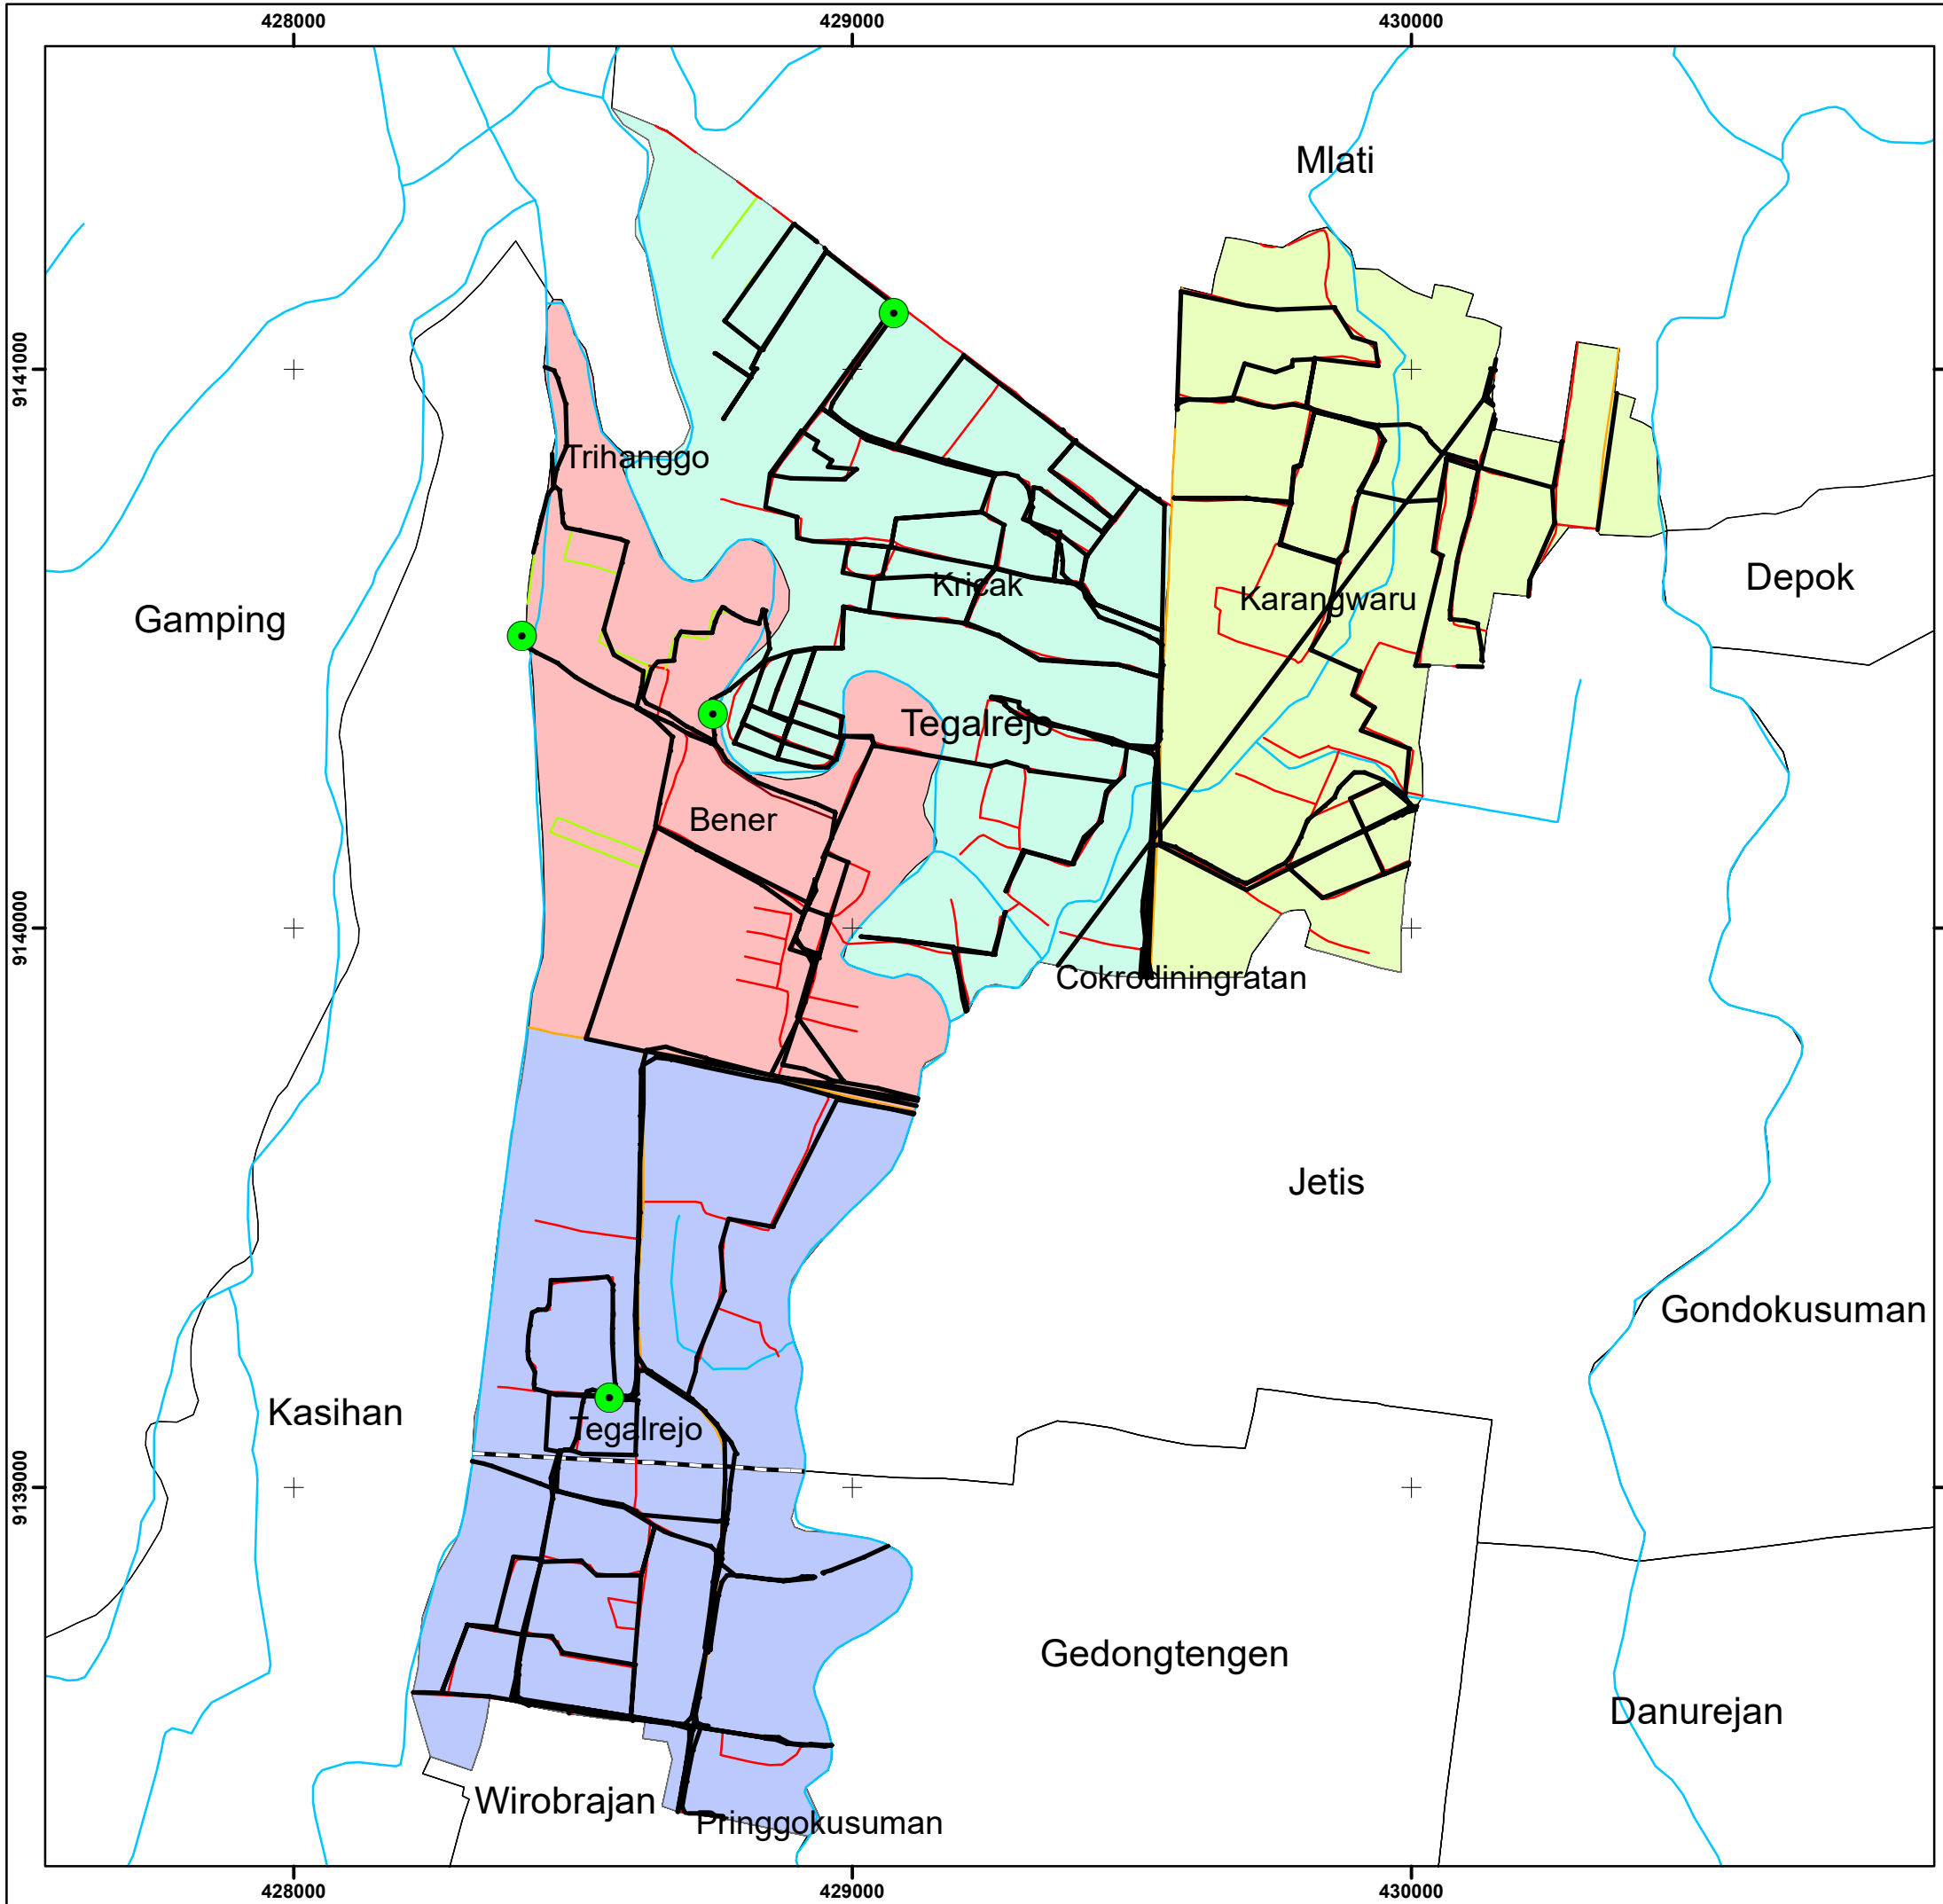 428000 429000 430000
Mlati
9141000
Trihanggo
Depok
Kricak
Karangwaru
Gamping
Tegalrejo
Bener
9140000
Cokrodiningratan
Jetis
Gondokusuman
Kasihan
Tegalrejo
9139000
Gedongtengen
Danurejan
Wirobrajan
Pringgokusuman
428000 429000 430000